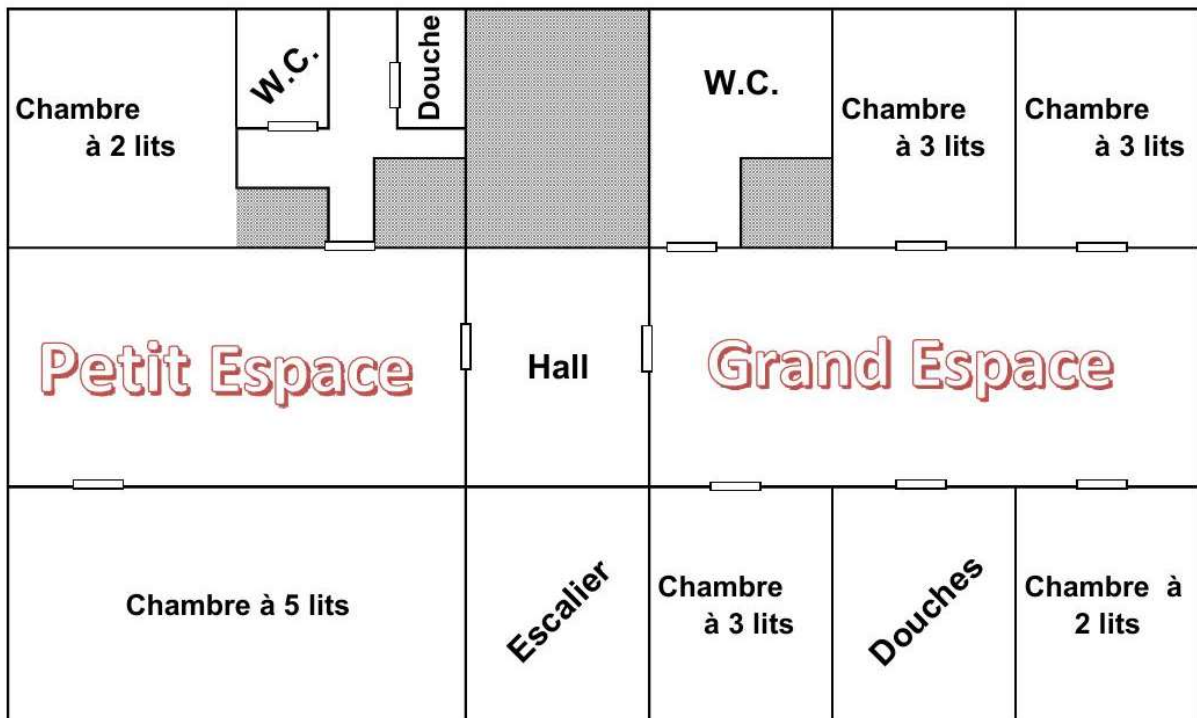 W.C.
Douche
Chambre
à 2 lits
W.C.
Chambre
à 3 lits
Chambre
à 3 lits
Petit Espace
Hall
Grand Espace
Chambre à 5 lits
Escalier
Chambre
à 3 lits
Douches
Chambre à
2 lits